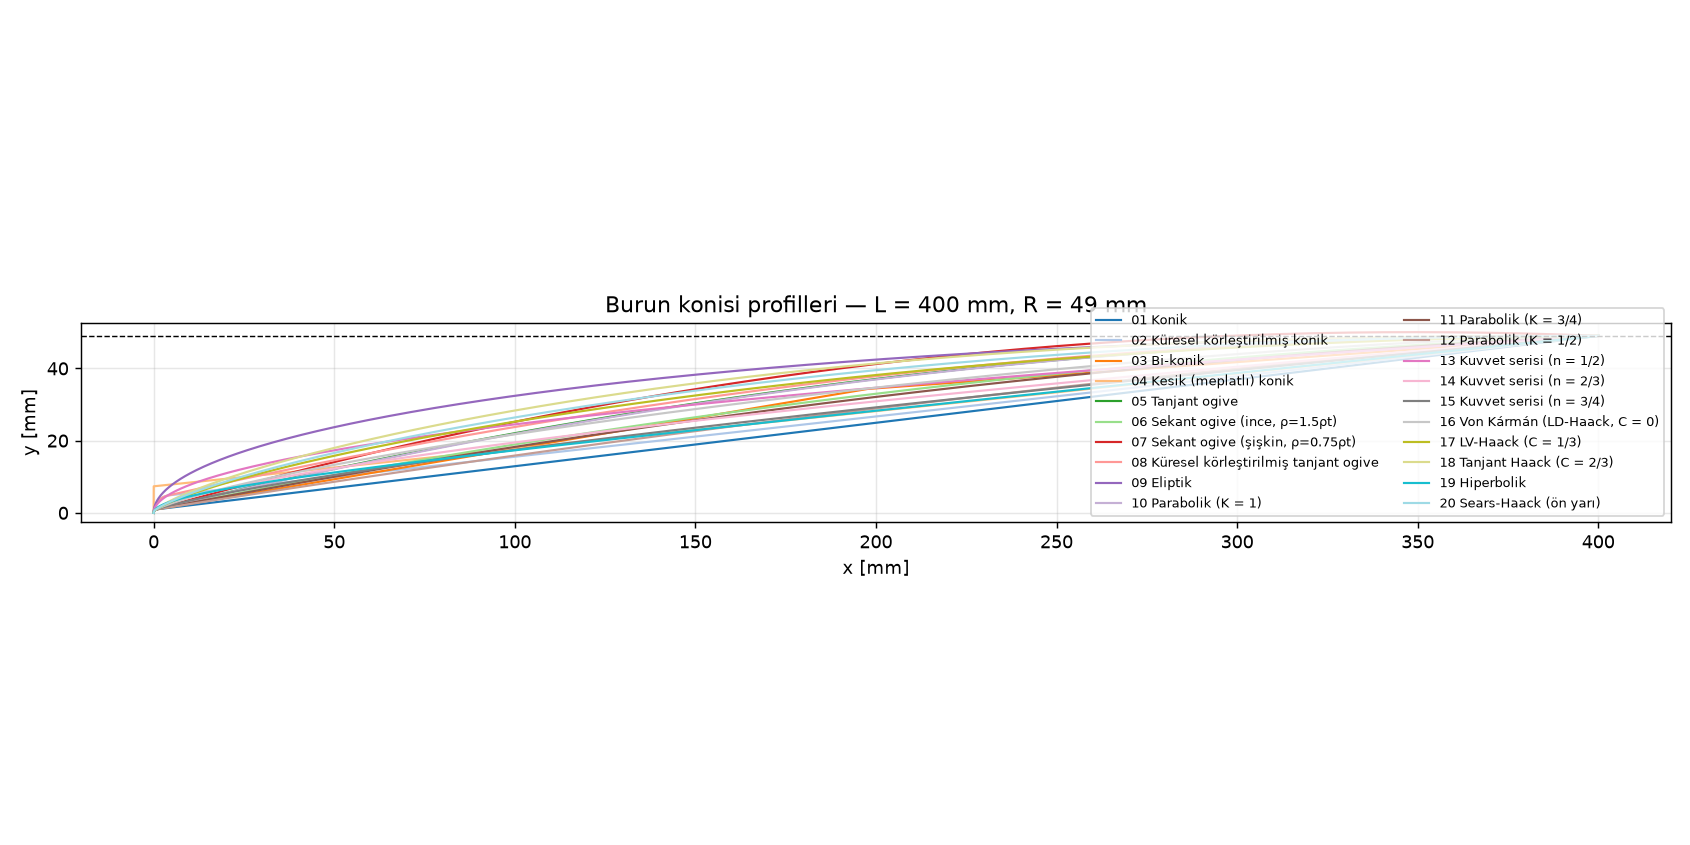 Burun konisi profilleri — L = 400 mm, R = 49 mm
y [mm]
40
20
0
0 50 100 150 200 250 300 350 400
x [mm]
01 Konik
02 Küresel körleştirilmiş konik
03 Bi-konik
04 Kesik (meplatlı) konik
05 Tanjant ogive
06 Sekant ogive (ince, ρ=1.5ρt)
07 Sekant ogive (şişkin, ρ=0.75ρt)
08 Küresel körleştirilmiş tanjant ogive
09 Eliptik
10 Parabolik (K = 1)
11 Parabolik (K = 3/4)
12 Parabolik (K = 1/2)
13 Kuvvet serisi (n = 1/2)
14 Kuvvet serisi (n = 2/3)
15 Kuvvet serisi (n = 3/4)
16 Von Kármán (LD-Haack, C = 0)
17 LV-Haack (C = 1/3)
18 Tanjant Haack (C = 2/3)
19 Hiperbolik
20 Sears-Haack (ön yarı)